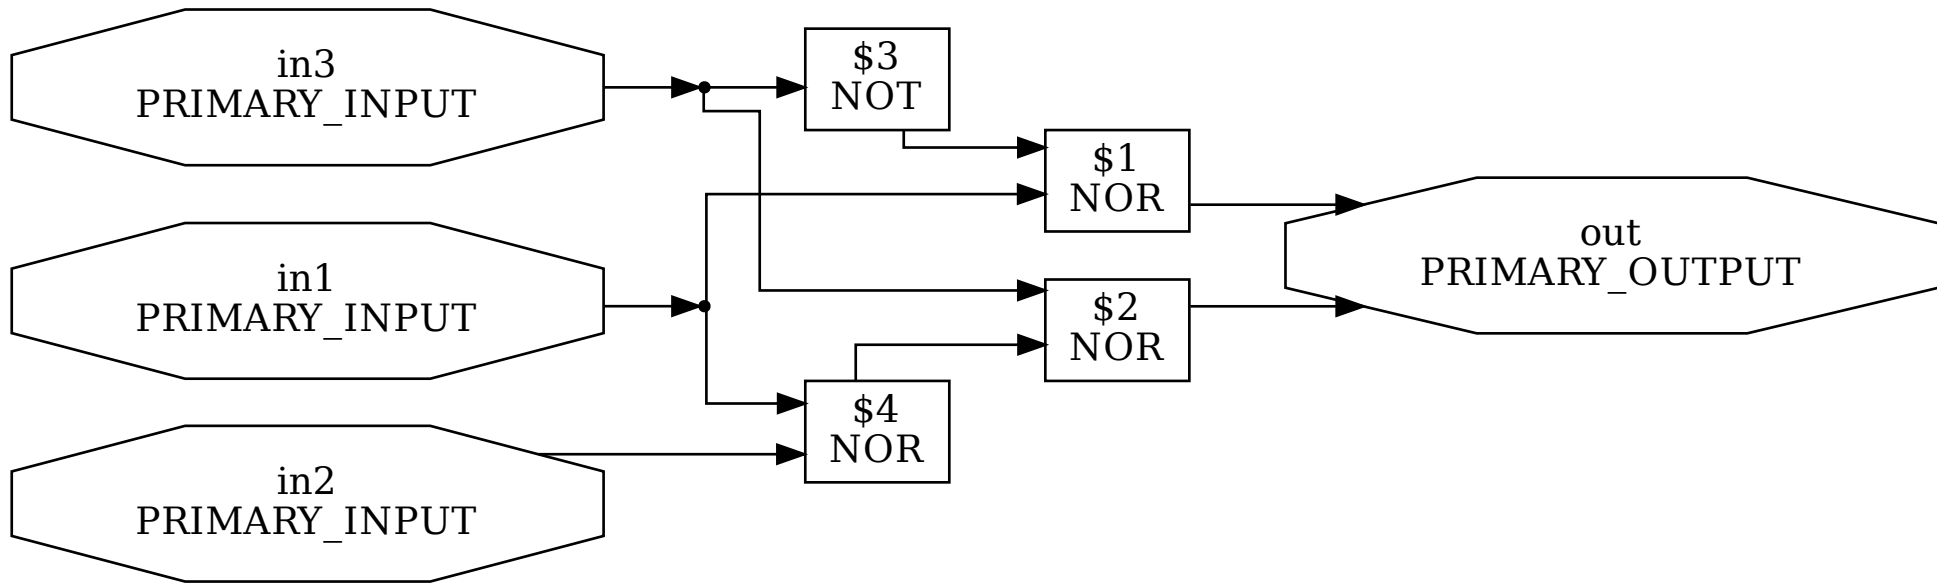 in3
PRIMARY_INPUT
$3
NOT
$1
NOR
in1
PRIMARY_INPUT
out
PRIMARY_OUTPUT
$2
NOR
$4
NOR
in2
PRIMARY_INPUT